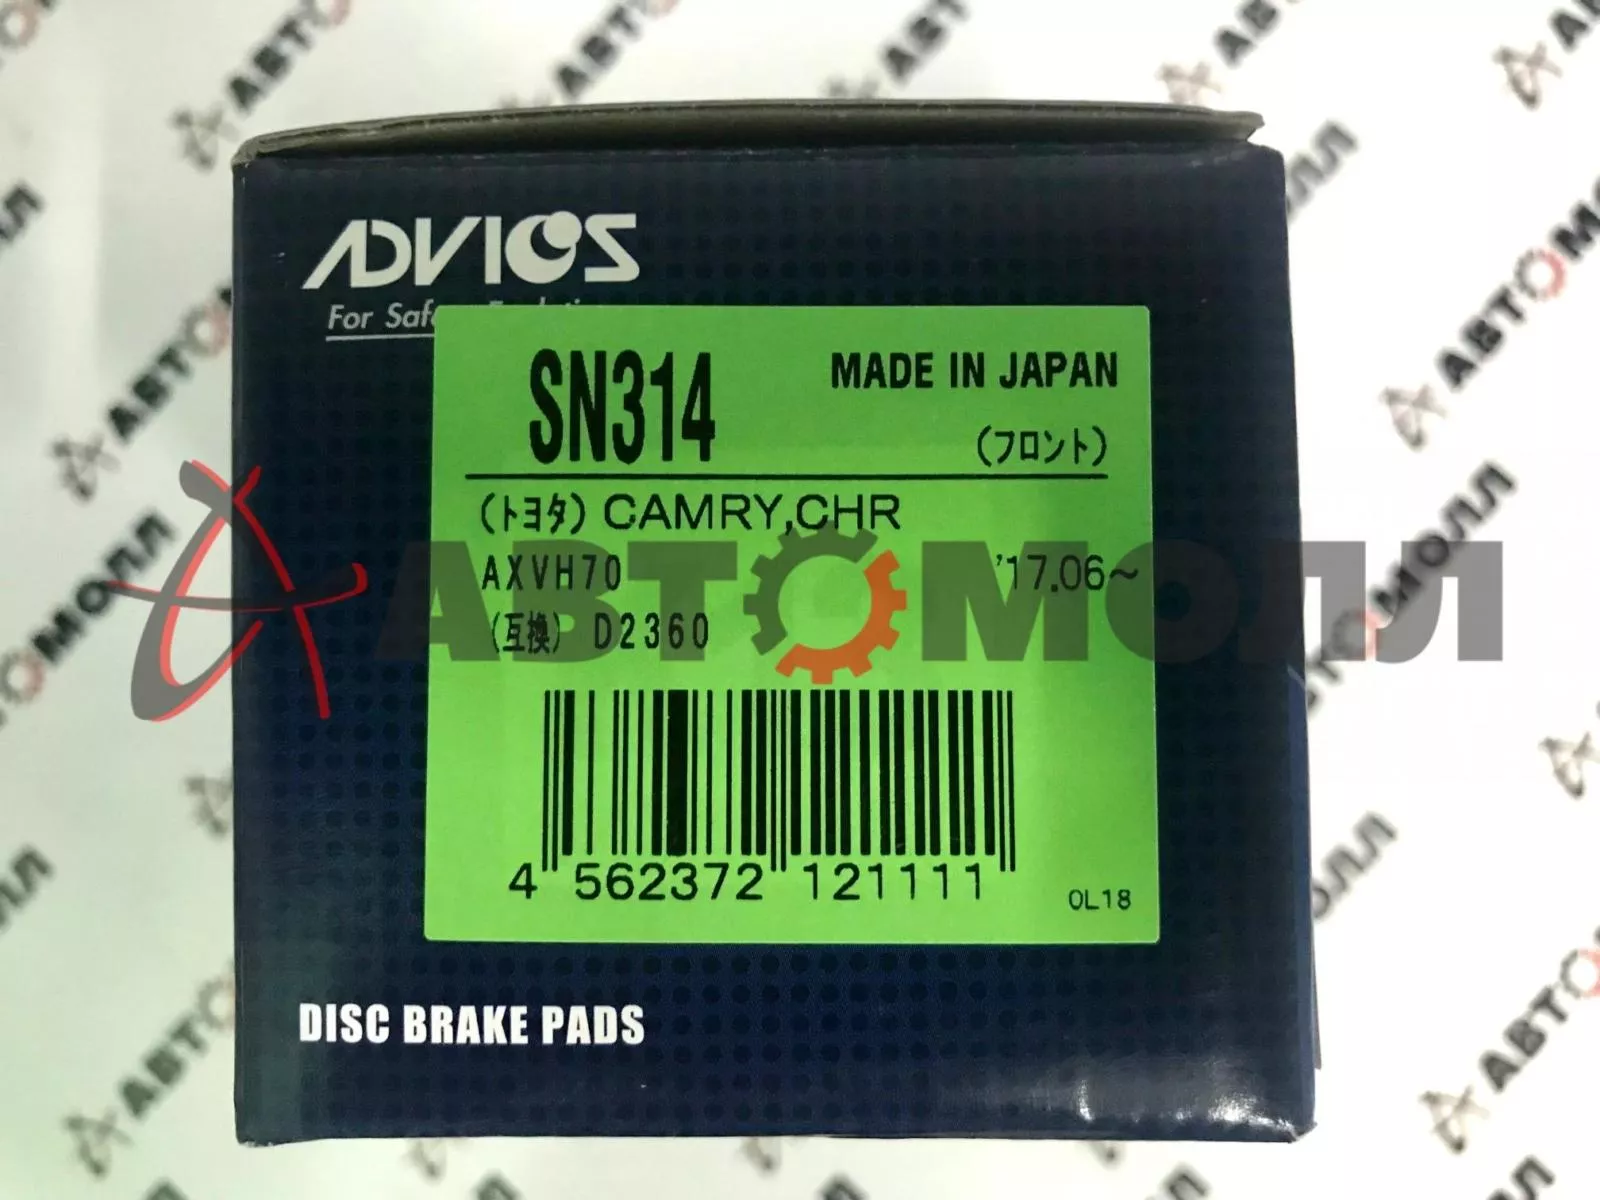 ADVICS
For Safe
SN314
MADE IN JAPAN
(フロント)
(トヨタ) CAMRY,CHR
AXVH70 '17.06~
(互換) D2360
АВТОМОЛЛ
4 562372 121111
OL18
DISC BRAKE PADS